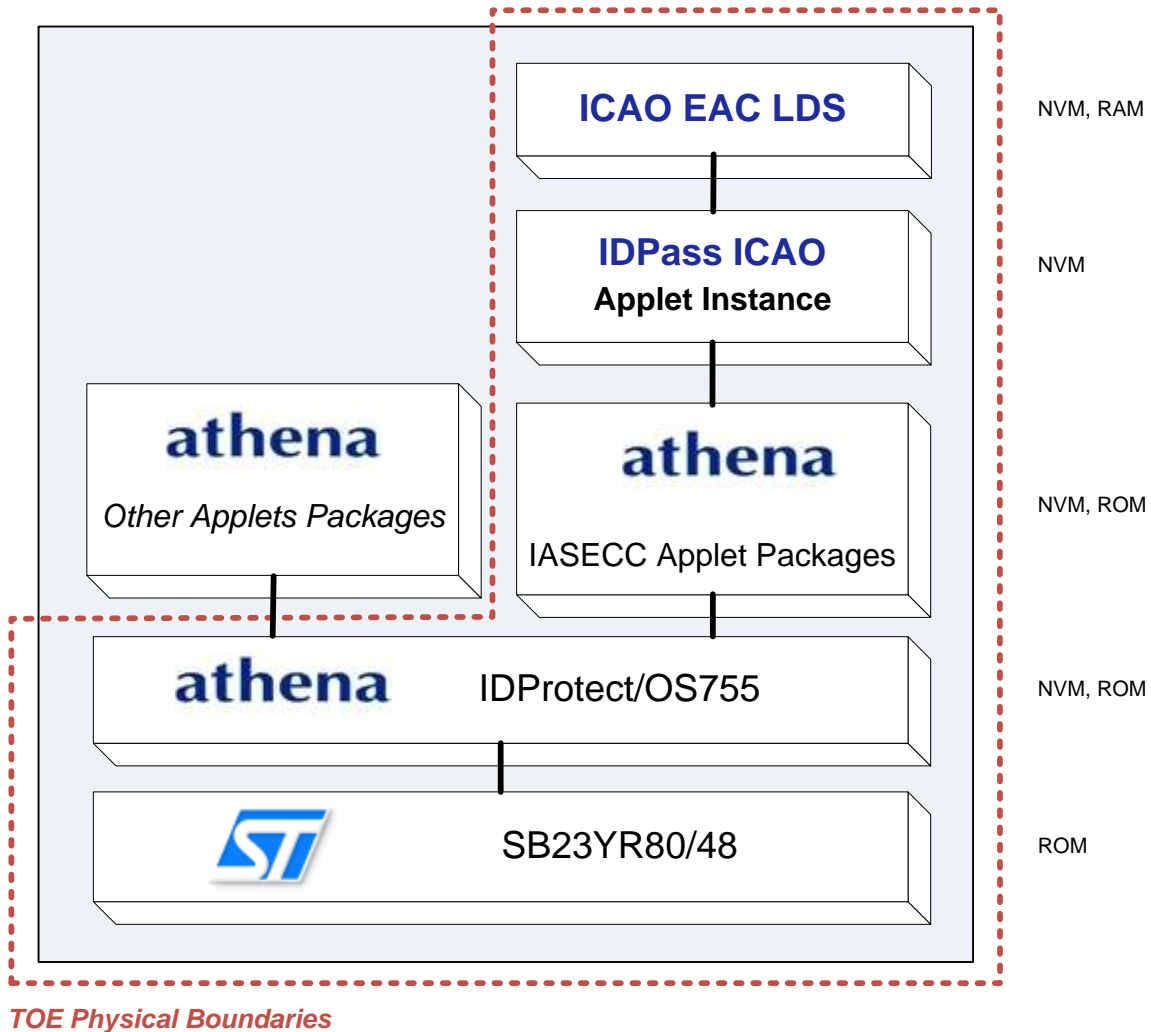 ICAO EAC LDS
NVM, RAM
IDPass ICAO
Applet Instance
NVM
athena
Other Applets Packages
athena
IASECC Applet Packages
NVM, ROM
athena IDProtect/OS755
NVM, ROM
ST SB23YR80/48
ROM
TOE Physical Boundaries